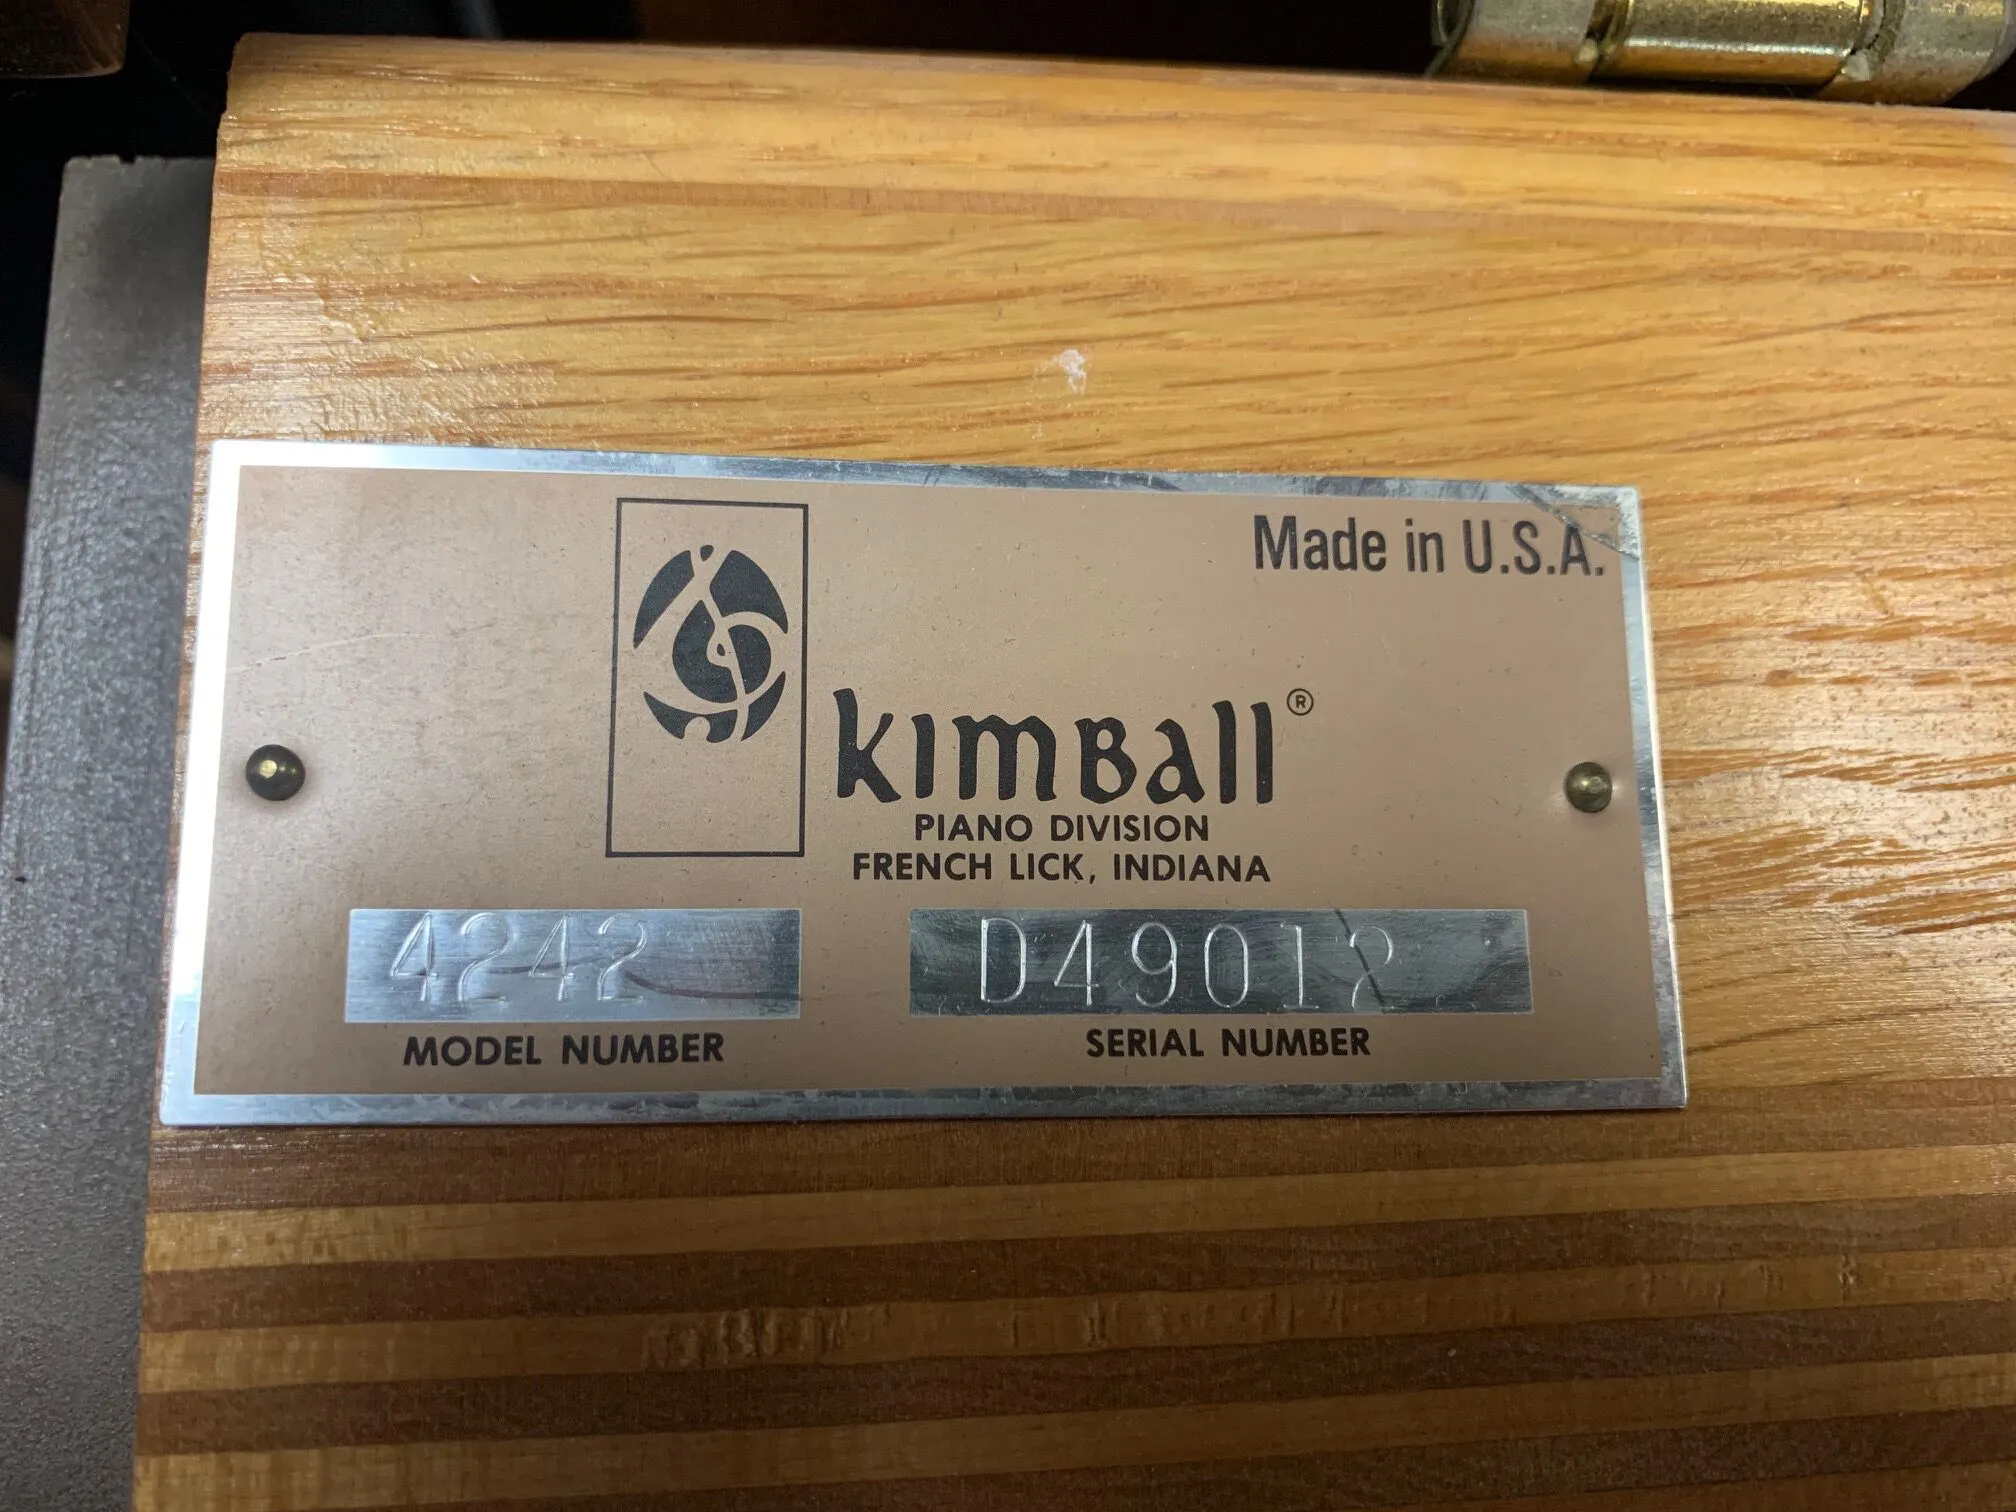 Made in U.S.A.
kimball®
PIANO DIVISION
FRENCH LICK, INDIANA
4242 D49012
MODEL NUMBER SERIAL NUMBER